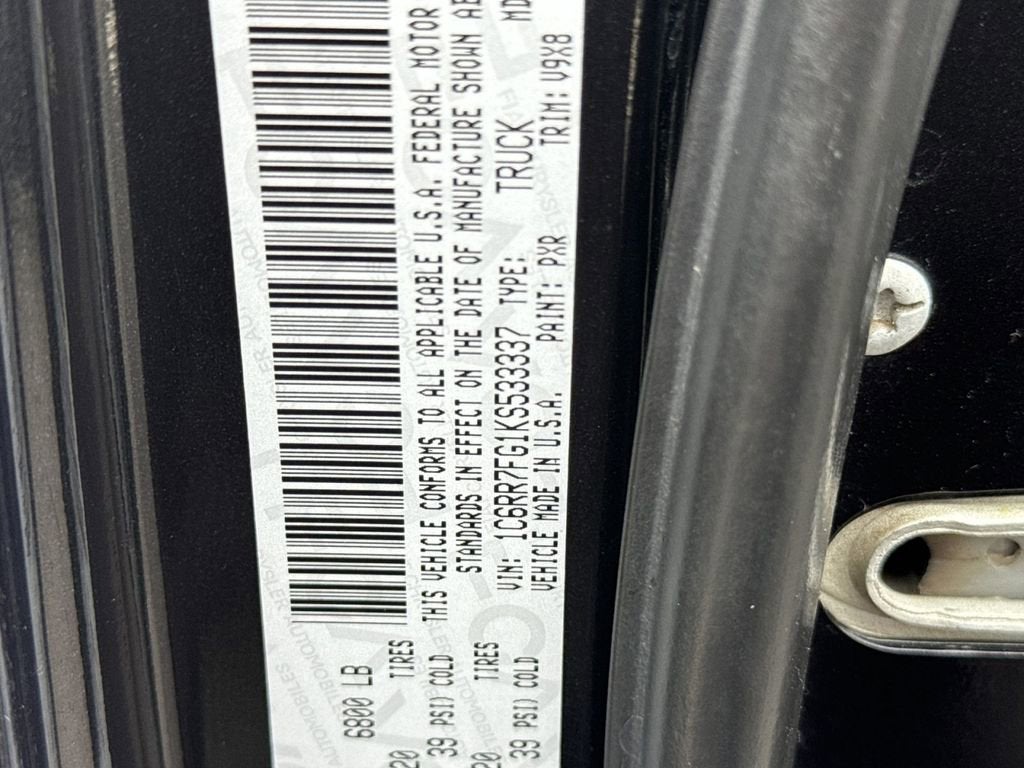 6800 LB
20 TIRES
39 PSI) COLD
THIS VEHICLE CONFORMS TO ALL APPLICABLE U.S.A. FEDERAL MOTOR
20 TIRES
39 PSI) COLD
STANDARDS IN EFFECT ON THE DATE OF MANUFACTURE SHOWN
VIN: 1C6RR7FG1KS533337 TYPE: TRUCK
VEHICLE MADE IN U.S.A. PAINT: PXR TRIM: V9X8